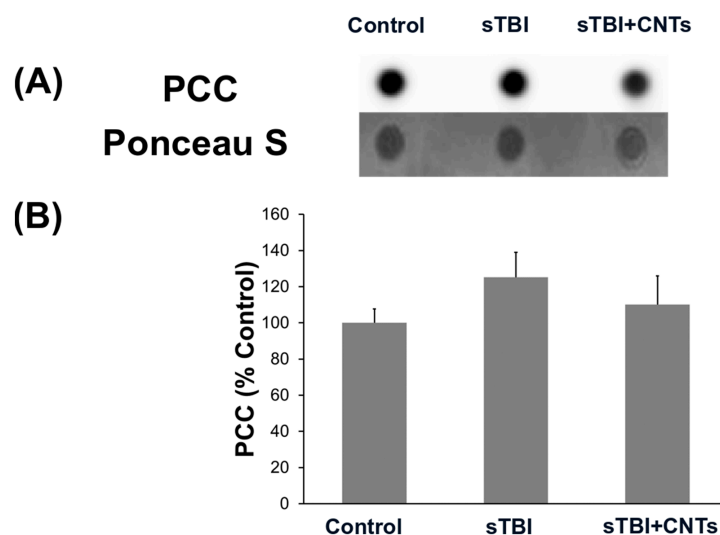 Control sTBI sTBI+CNTs
(A)
PCC
Ponceau S
(B)
PCC (% Control)
160
140
120
100
80
60
40
20
0
Control sTBI sTBI+CNTs